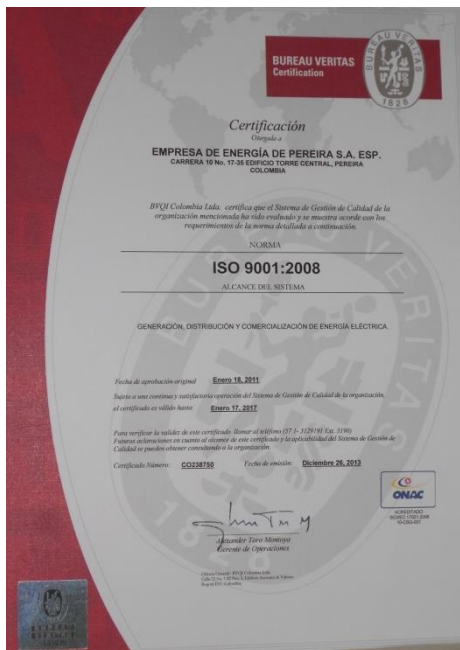 BUREAU VERITAS
Certification
BUREAU VERITAS
1828
Certificación
Otorgada a
EMPRESA DE ENERGÍA DE PEREIRA S.A. ESP.
CARRERA 10 No. 17-35 EDIFICIO TORRE CENTRAL, PEREIRA
COLOMBIA
BVQI Colombia Ltda. certifica que el Sistema de Gestión de Calidad de la
organización mencionada ha sido evaluado y se muestra acorde con los
requerimientos de la norma detallada a continuación.
NORMA
ISO 9001:2008
ALCANCE DEL SISTEMA
GENERACIÓN, DISTRIBUCIÓN Y COMERCIALIZACIÓN DE ENERGÍA ELÉCTRICA.
Fecha de aprobación original Enero 18, 2011
Sujeto a una continua y satisfactoria operación del Sistema de Gestión de Calidad de la organización,
el certificado es válido hasta: Enero 17, 2017
Para verificar la validez de este certificado, llamar al teléfono (57 1- 3129191 Ext. 3190)
Futuras aclaraciones en cuanto al alcance de este certificado y la aplicabilidad del Sistema de Gestión de
Calidad se pueden obtener consultando a la organización.
Certificado Número: CO238750 Fecha de emisión: Diciembre 26, 2013
ONAC
ACREDITADO
Alexander Toro Montoya
Gerente de Operaciones